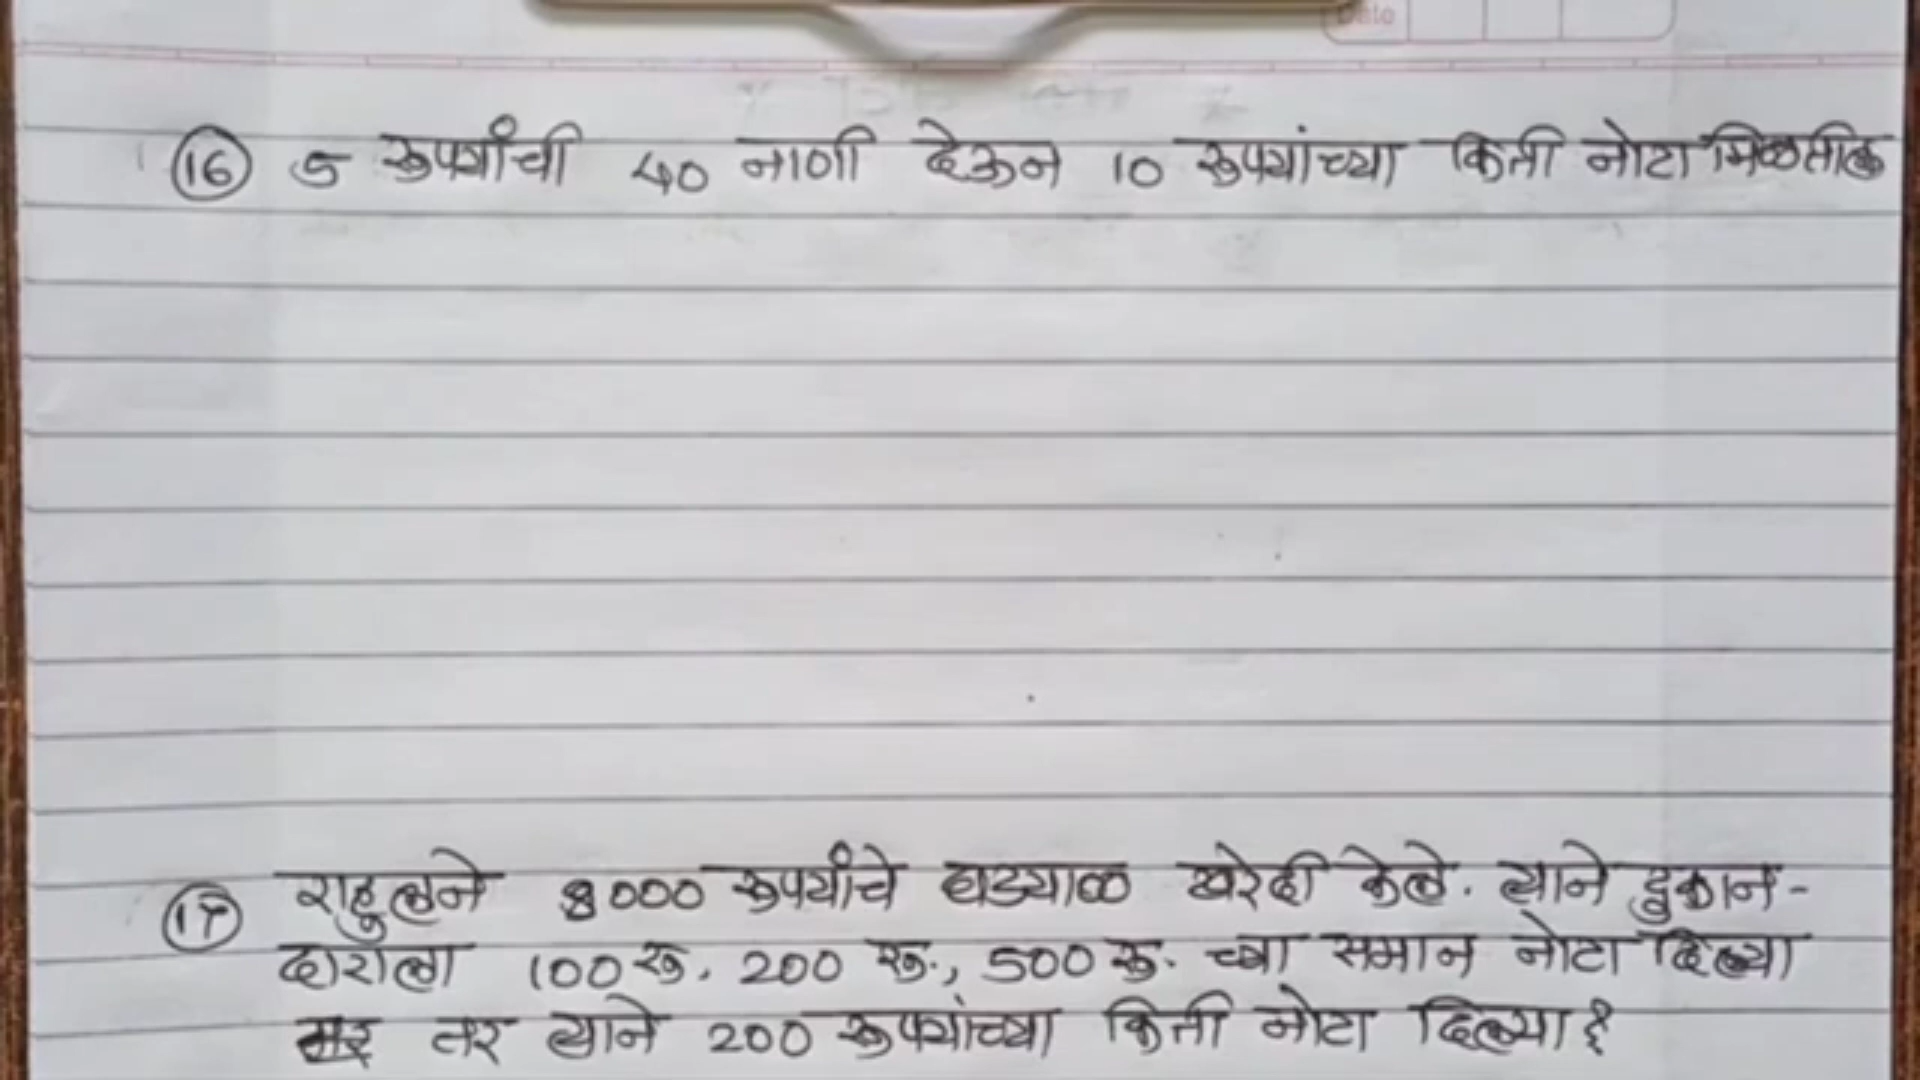 Date
(16) 5 रुपयांची 40 नाणी देऊन 10 रुपयांच्या किती नोटा मिळतील
(17) राहुलने 8000 रुपयांचे घड्याळ खरेदी केले. त्याने दुकान-
दाराला 100 रु. 200 रु., 500 रु. च्या समान नोटा दिल्या
तर त्याने 200 रुपयांच्या किती नोटा दिल्या?